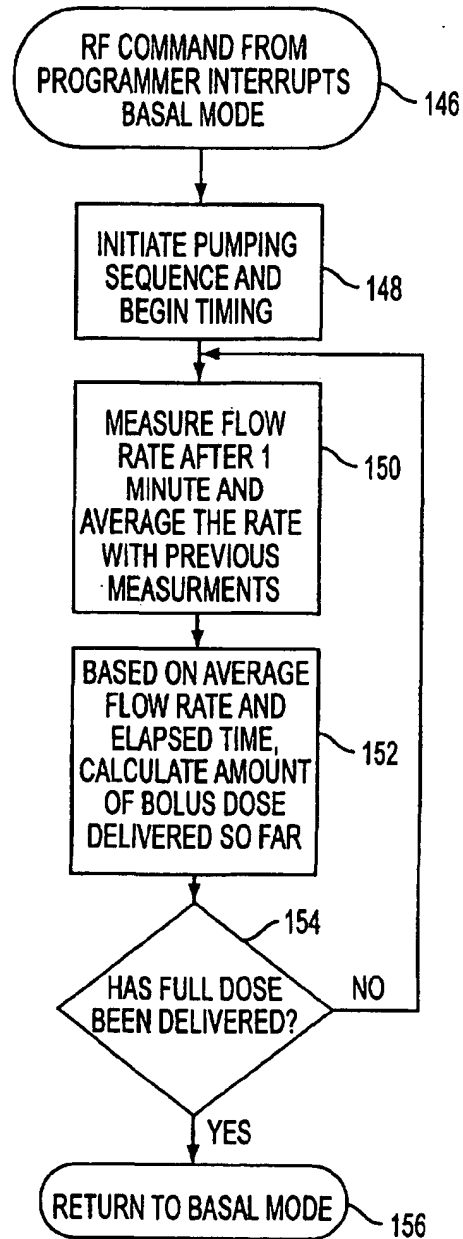 RF COMMAND FROM
PROGRAMMER INTERRUPTS
BASAL MODE
146
INITIATE PUMPING
SEQUENCE AND
BEGIN TIMING
148
MEASURE FLOW
RATE AFTER 1
MINUTE AND
AVERAGE THE RATE
WITH PREVIOUS
MEASURMENTS
150
BASED ON AVERAGE
FLOW RATE AND
ELAPSED TIME,
CALCULATE AMOUNT
OF BOLUS DOSE
DELIVERED SO FAR
152
154
HAS FULL DOSE
BEEN DELIVERED?
NO
YES
RETURN TO BASAL MODE
156